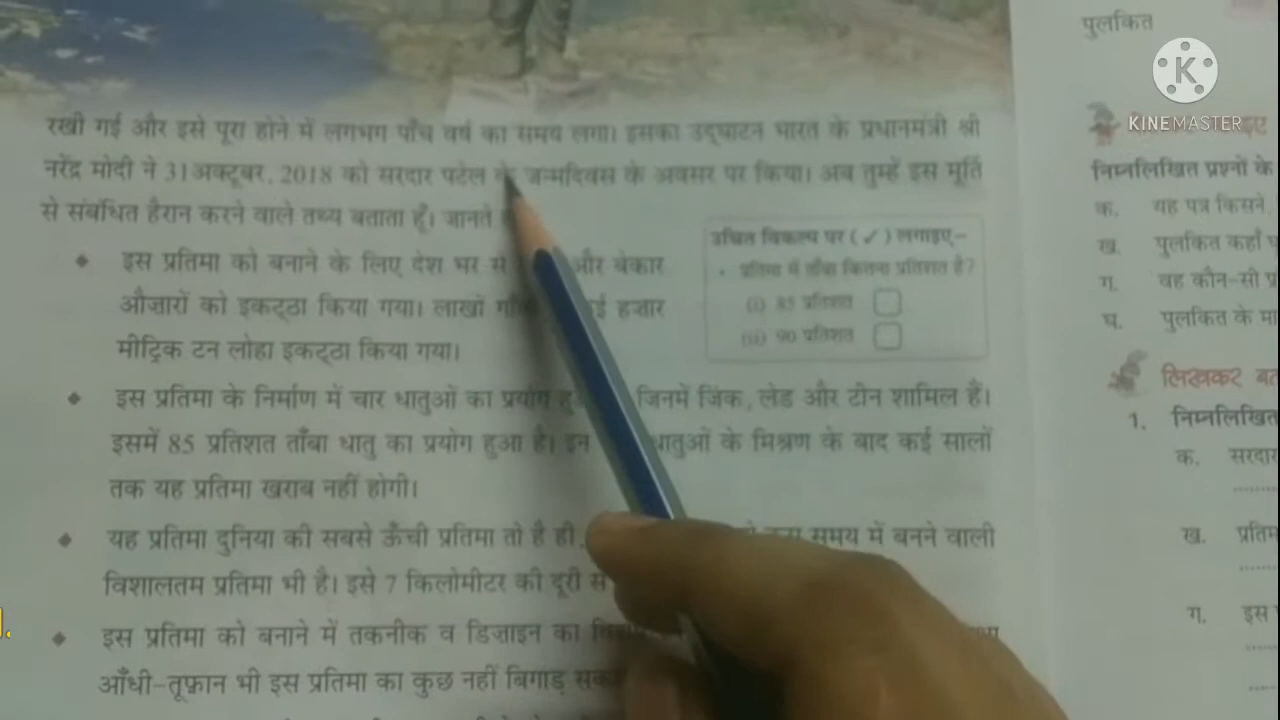 रखी गई और इसे पूरा होने में लगभग पाँच वर्ष का समय लगा। इसका उद्घाटन भारत के प्रधानमंत्री श्री
नरेंद्र मोदी ने 31अक्टूबर, 2018 को सरदार पटेल के जन्मदिवस के अवसर पर किया। अब तुम्हें इस मूर्ति
से संबंधित हैरान करने वाले तथ्य बताता हूँ। जानते
इस प्रतिमा को बनाने के लिए देश भर से और बेकार
औज़ारों को इकट्ठा किया गया। लाखों हज़ार
मीट्रिक टन लोहा इकट्ठा किया गया।
उचित विकल्प पर (✓) लगाइए–
प्रतिमा में ताँबा कितना प्रतिशत है?
(i) 85 प्रतिशत
(ii) 90 प्रतिशत
इस प्रतिमा के निर्माण में चार धातुओं का प्रयोग जिनमें जिंक, लेड और टीन शामिल हैं।
इसमें 85 प्रतिशत ताँबा धातु का प्रयोग हुआ है। इन के मिश्रण के बाद कई सालों
तक यह प्रतिमा खराब नहीं होगी।
यह प्रतिमा दुनिया की सबसे ऊँची प्रतिमा तो है ही, समय में बनने वाली
विशालतम प्रतिमा भी है। इसे 7 किलोमीटर की दूरी से
इस प्रतिमा को बनाने में तकनीक व डिज़ाइन का
आँधी-तूफ़ान भी इस प्रतिमा का कुछ नहीं बिगाड़
पुलकित
KINEMASTER
निम्नलिखित प्रश्नों के
क. यह पत्र किसने
ख. पुलकित कहाँ
ग. वह कौन-सी
घ. पुलकित के
लिखकर
1. निम्नलिखित
क. सरदार
ख.
ग. इस